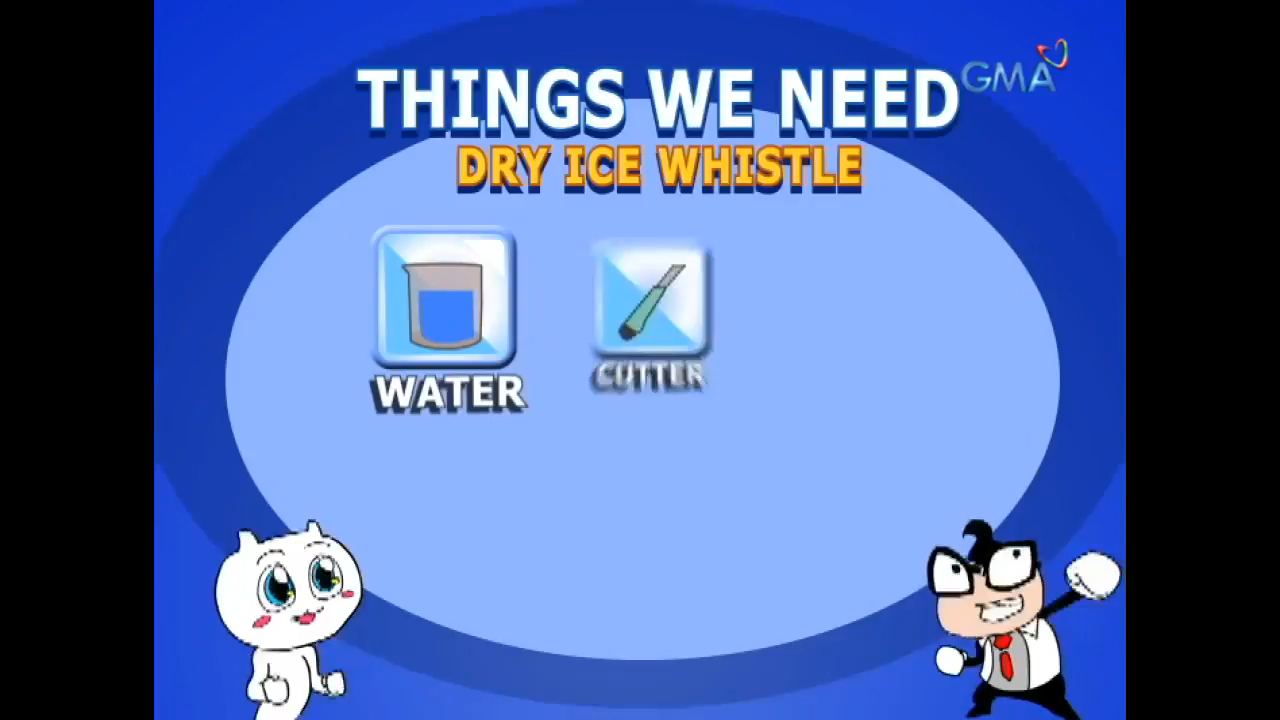 THINGS WE NEED
GMA
DRY ICE WHISTLE
WATER
CUTTER